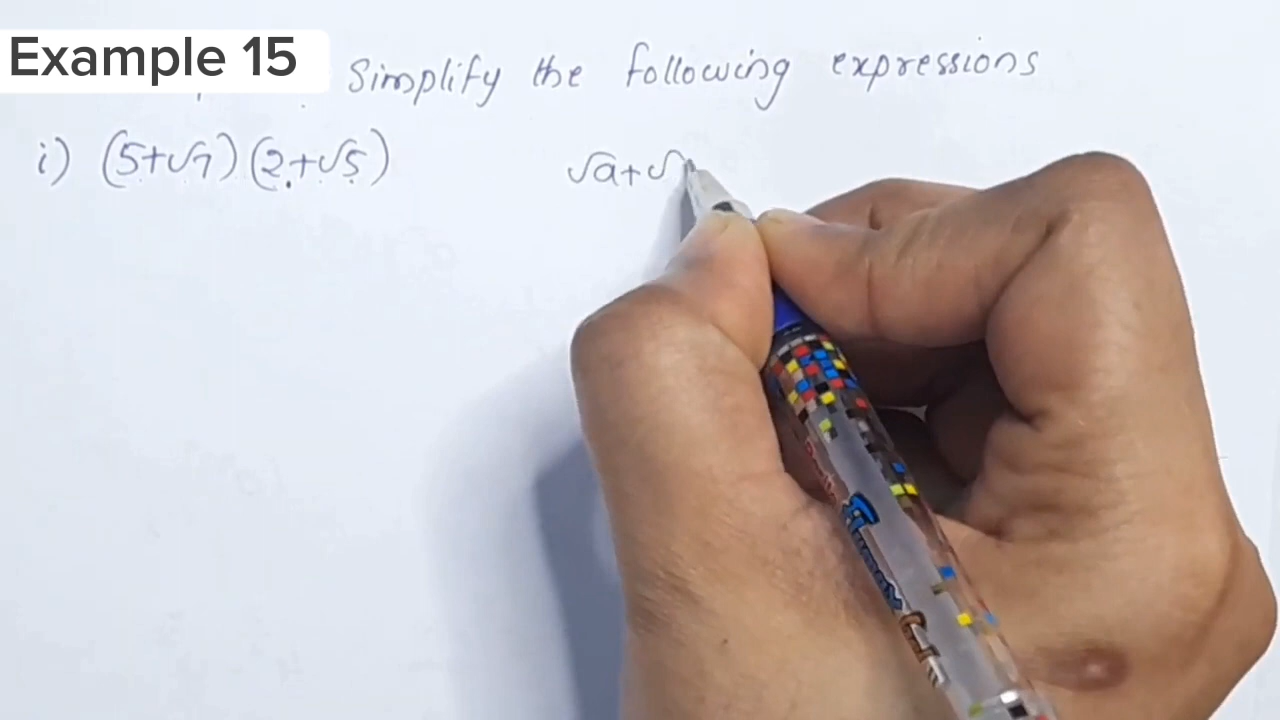 Example 15
Simplify the following expressions
i) (5+√7)(2+√5)
√a+√